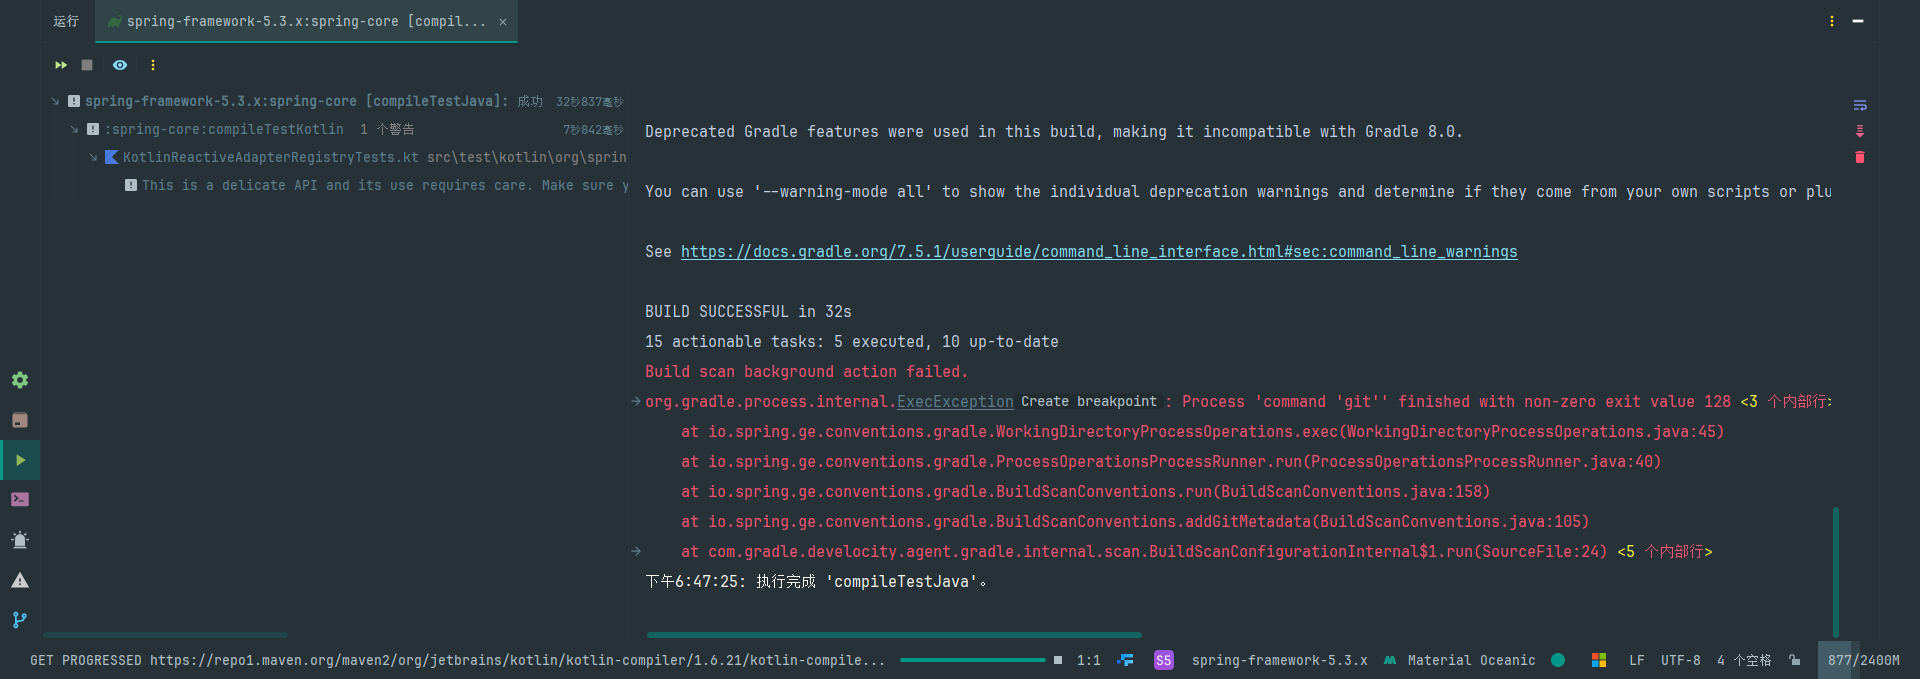 运行
spring-framework-5.3.x:spring-core [compil... ×
spring-framework-5.3.x:spring-core [compileTestJava]: 成功 32秒837毫秒
:spring-core:compileTestKotlin 1 个警告 7秒842毫秒
KotlinReactiveAdapterRegistryTests.kt src\test\kotlin\org\sprin
This is a delicate API and its use requires care. Make sure y
Deprecated Gradle features were used in this build, making it incompatible with Gradle 8.0.
You can use '--warning-mode all' to show the individual deprecation warnings and determine if they come from your own scripts or plu
See https://docs.gradle.org/7.5.1/userguide/command_line_interface.html#sec:command_line_warnings
BUILD SUCCESSFUL in 32s
15 actionable tasks: 5 executed, 10 up-to-date
Build scan background action failed.
org.gradle.process.internal.ExecException Create breakpoint : Process 'command 'git'' finished with non-zero exit value 128 <3 个内部行>
at io.spring.ge.conventions.gradle.WorkingDirectoryProcessOperations.exec(WorkingDirectoryProcessOperations.java:45)
at io.spring.ge.conventions.gradle.ProcessOperationsProcessRunner.run(ProcessOperationsProcessRunner.java:40)
at io.spring.ge.conventions.gradle.BuildScanConventions.run(BuildScanConventions.java:158)
at io.spring.ge.conventions.gradle.BuildScanConventions.addGitMetadata(BuildScanConventions.java:105)
at com.gradle.develocity.agent.gradle.internal.scan.BuildScanConfigurationInternal$1.run(SourceFile:24) <5 个内部行>
下午6:47:25: 执行完成 'compileTestJava'。
GET PROGRESSED https://repo1.maven.org/maven2/org/jetbrains/kotlin/kotlin-compiler/1.6.21/kotlin-compile... 1:1 S5 spring-framework-5.3.x Material Oceanic LF UTF-8 4 个空格 877/2400M